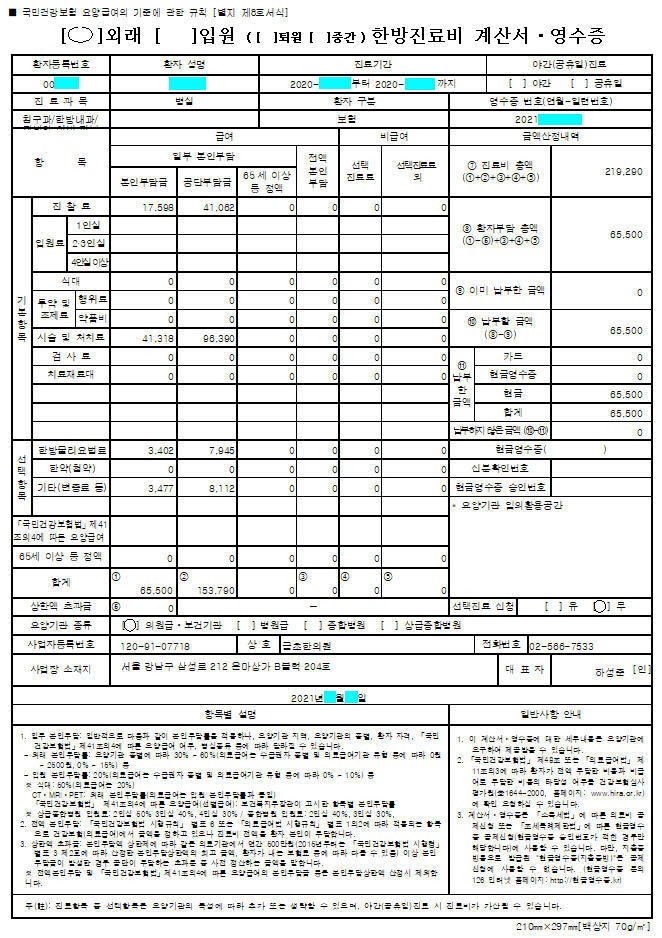 ■ 국민건강보험 요양급여의 기준에 관한 규칙 [별지 제8호서식]
[○]외래 [ ]입원 ( [ ]퇴원 [ ]중간 ) 한방진료비 계산서·영수증
환자등록번호 환자 성명 진료기간 야간(공휴일)진료
00 2020- 부터 2020- 까지 [ ] 야간 [ ] 공휴일
진료과목 병실 환자 구분 영수증 번호(연월-일련번호)
침구과/한방내과/ 보험 2021
항 목 급여 비급여 금액산정내역
일부 본인부담 전액 본인 부담 선택 진료료 선택진료료 외
본인부담금 공단부담금 65세 이상 등 정액
⑦ 진료비 총액 (①+②+③+④+⑤) 219,290
기본항목
진 찰 료 17,598 41,062 0 0 0 0
입원료 1인실
2·3인실
4인실 이상
⑧ 환자부담 총액 (①-⑥)+③+④+⑤ 65,500
식대 0 0 0 0 0 0
투약 및 조제료 행위료 0 0 0 0 0 0
약품비 0 0 0 0 0 0
⑨ 이미 납부한 금액 0
시술 및 처치료 41,318 96,390 0 0 0 0
⑩ 납부할 금액 (⑧-⑨) 65,500
검 사 료 0 0 0 0 0 0
치료재료대 0 0 0 0 0 0
⑪ 납부한 금액
카드 0
현금영수증 0
현금 65,500
합계 65,500
납부하지 않은 금액 (⑩-⑪) 0
선택항목
한방물리요법료 3,402 7,945 0 0 0 0
한약(첩약) 0 0 0 0 0 0
기타(변증료 등) 3,477 8,112 0 0 0 0
현금영수증( )
신분확인번호
현금영수증 승인번호
* 요양기관 임의활용공간
「국민건강보험법」제41조의4에 따른 요양급여
65세 이상 등 정액 0 0 0 0 0 0
합계 ① 65,500 ② 153,790 0 ③ 0 ④ 0 ⑤ 0
상한액 초과금 ⑥ 0 － 선택진료 신청 [ ] 유 [○] 무
요양기관 종류 [○] 의원급·보건기관 [ ] 병원급 [ ] 종합병원 [ ] 상급종합병원
사업자등록번호 120-91-07718 상 호 금초한의원 전화번호 02-566-7533
사업장 소재지 서울 강남구 삼성로 212 은마상가 B블럭 204호 대 표 자 하성준 [인]
2021년 월 일
항목별 설명 일반사항 안내
1. 일부 본인부담: 일반적으로 다음과 같이 본인부담률을 적용하나, 요양기관 지역, 요양기관의 종별, 환자 자격, 「국민건강보험법」제41조의4에 따른 요양급여 여부, 병실종류 등에 따라 달라질 수 있습니다.
- 외래 본인부담률: 요양기관 종별에 따라 30% ~ 60%(의료급여는 수급권자 종별 및 의료급여기관 유형 등에 따라 0원 ~ 2500원, 0% ~ 15%) 등
- 입원 본인부담률: 20%(의료급여는 수급권자 종별 및 의료급여기관 유형 등에 따라 0% ~ 10%) 등
※ 식대: 50%(의료급여는 20%)
CT·MRI·PET: 외래 본인부담률(의료급여는 입원 본인부담률과 동일)
「국민건강보험법」 제41조의4에 따른 요양급여(선별급여): 보건복지부장관이 고시한 항목별 본인부담률
※ 상급종합병원 입원료: 2인실 50% 3인실 40%, 4인실 30% / 종합병원 입원료: 2인실 40%, 3인실 30%,
2. 전액 본인부담: 「국민건강보험법 시행규칙」 별표 6 또는 「의료급여법 시행규칙」 별표 1의2에 따라 적용되는 항목으로 건강보험(의료급여)에서 금액을 정하고 있으나 진료비 전액을 환자 본인이 부담합니다.
3. 상한액 초과금: 본인부담액 상한제에 따라 같은 의료기관에서 연간 500만원(2015년부터는 「국민건강보험법 시행령」 별표 3 제2호에 따라 산정한 본인부담상한액의 최고 금액, 환자가 내는 보험료 등에 따라 다를 수 있음) 이상 본인부담금이 발생한 경우 공단이 부담하는 초과분 중 사전 정산하는 금액을 말합니다.
※ 전액본인부담 및 「국민건강보험법」제41조의4에 따른 요양급여의 본인부담금 등은 본인부담상한액 산정시 제외합니다.
1. 이 계산서·영수증에 대한 세부내용은 요양기관에 요구하여 제공받을 수 있습니다.
2. 「국민건강보험법」제48조 또는 「의료급여법」제11조의3에 따라 환자가 전액 부담한 비용과 비급여로 부담한 비용의 타당성 여부를 건강보험심사평가원(☎1644-2000, 홈페이지: www.hira.or.kr)에 확인 요청하실 수 있습니다.
3. 계산서·영수증은 「소득세법」에 따른 의료비 공제신청 또는 「조세특례제한법」에 따른 현금영수증 공제신청(현금영수증 승인번호가 적힌 경우만 해당합니다)에 사용할 수 있습니다. 다만, 지출증빙용으로 발급된 "현금영수증(지출증빙)"은 공제신청에 사용할 수 없습니다. (현금영수증 문의 126 인터넷 홈페이지: http://현금영수증.kr)
주(註): 진료항목 중 선택항목은 요양기관의 특성에 따라 추가 또는 생략할 수 있으며, 야간(공휴일)진료 시 진료비가 가산될 수 있습니다.
210㎜×297㎜[백상지 70g/㎡]